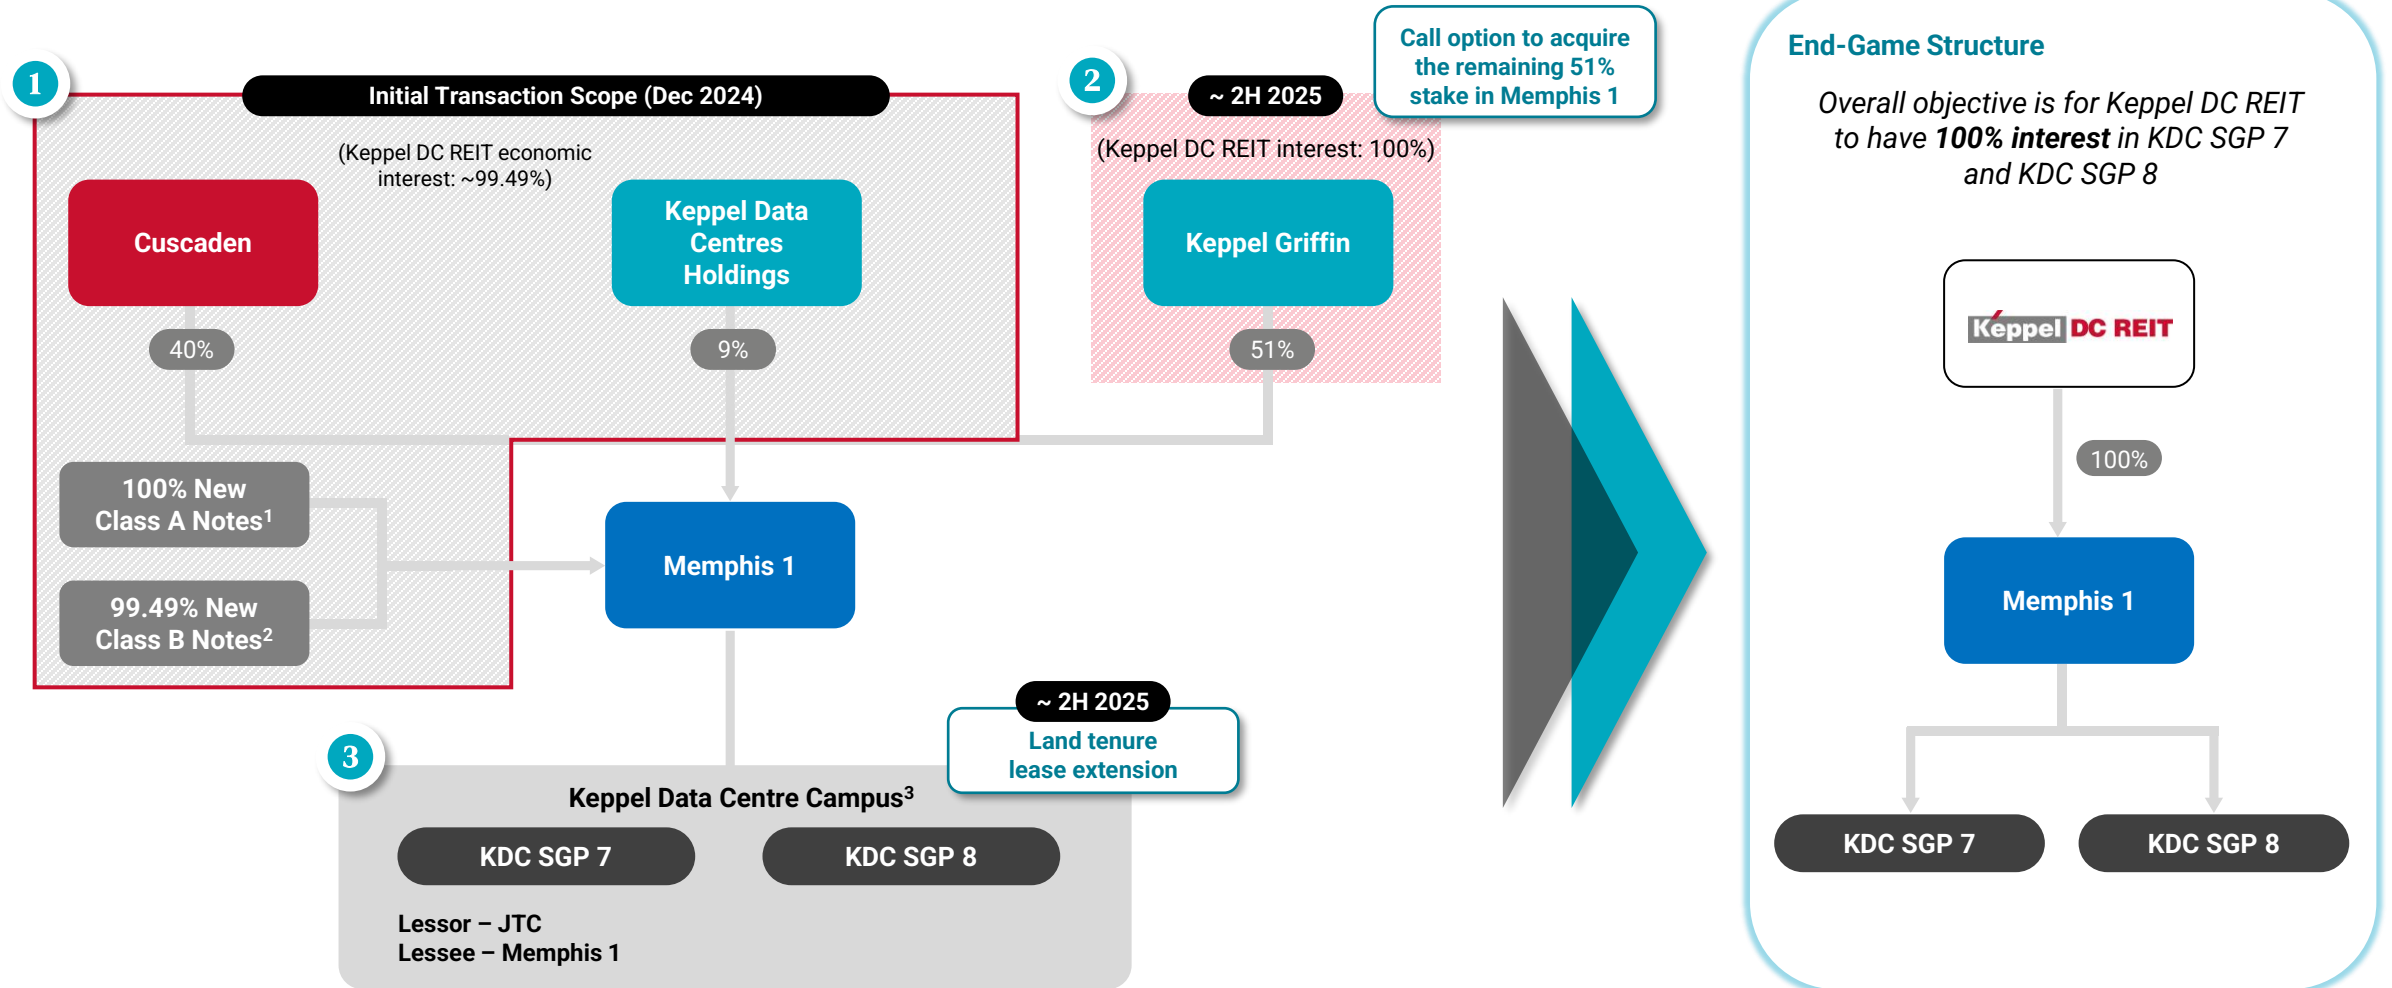 1
Initial Transaction Scope (Dec 2024)
(Keppel DC REIT economic
interest: ~99.49%)
Cuscaden
Keppel Data
Centres
Holdings
40%
9%
100% New
Class A Notes¹
99.49% New
Class B Notes²
2
~ 2H 2025
Call option to acquire
the remaining 51%
stake in Memphis 1
(Keppel DC REIT interest: 100%)
Keppel Griffin
51%
Memphis 1
3
~ 2H 2025
Land tenure
lease extension
Keppel Data Centre Campus³
KDC SGP 7
KDC SGP 8
Lessor – JTC
Lessee – Memphis 1
End-Game Structure
Overall objective is for Keppel DC REIT
to have 100% interest in KDC SGP 7
and KDC SGP 8
Keppel DC REIT
100%
Memphis 1
KDC SGP 7
KDC SGP 8